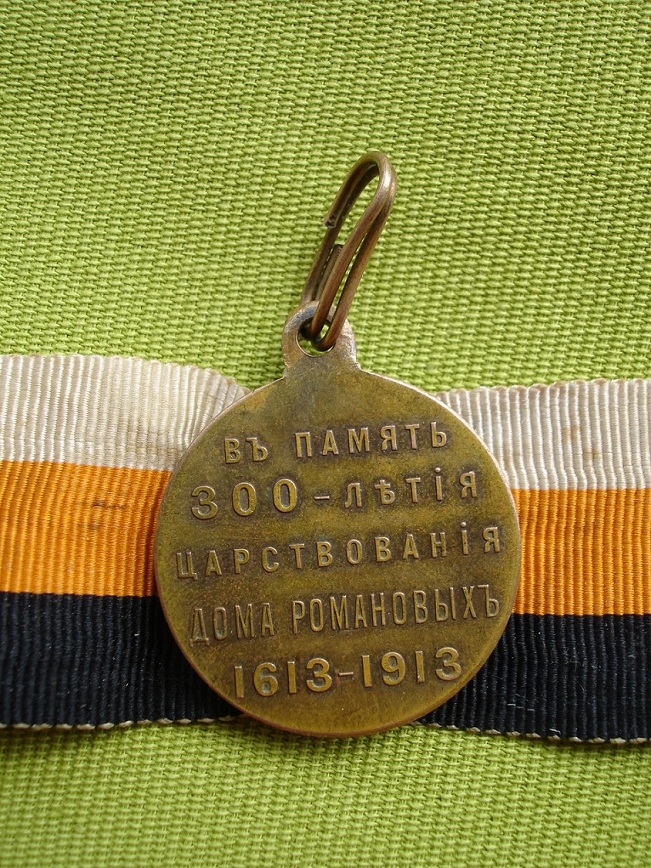 ВЪ ПАМЯТЬ
300-ЛѢТІЯ
ЦАРСТВОВАНІЯ
ДОМА РОМАНОВЫХЪ
1613-1913